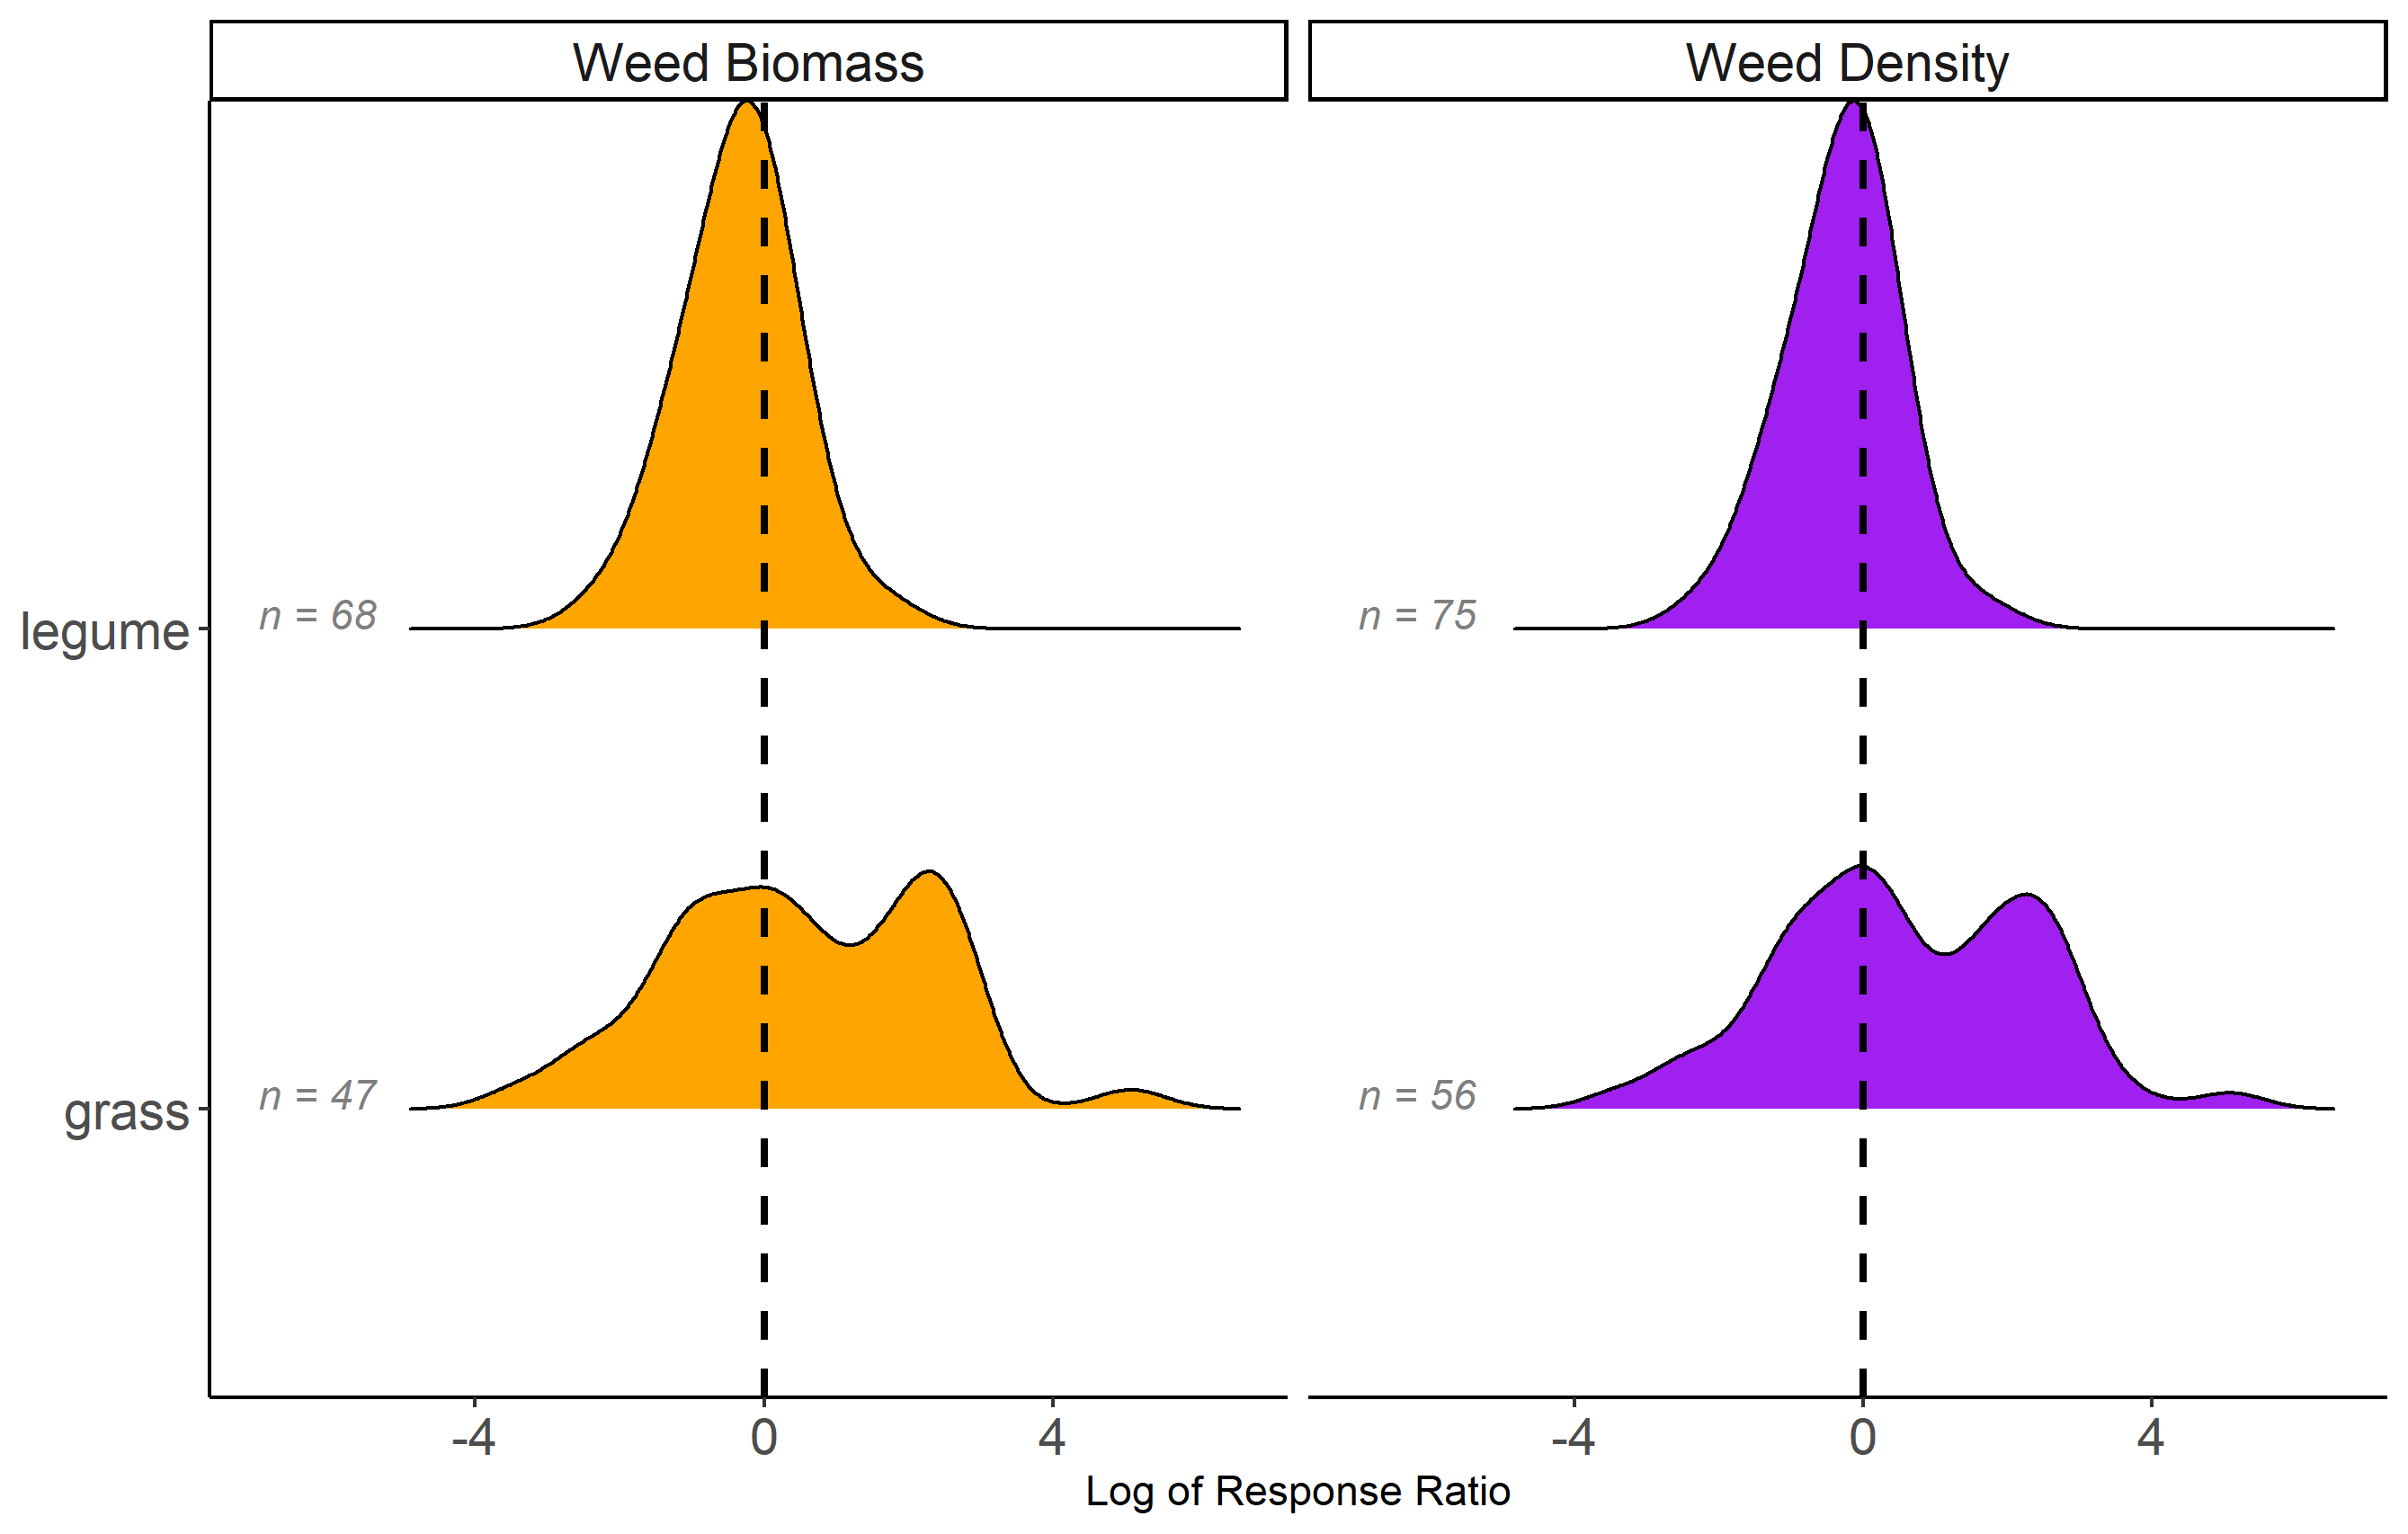 Weed Biomass
Weed Density
legume
n = 68
n = 75
grass
n = 47
n = 56
-4 0 4
-4 0 4
Log of Response Ratio